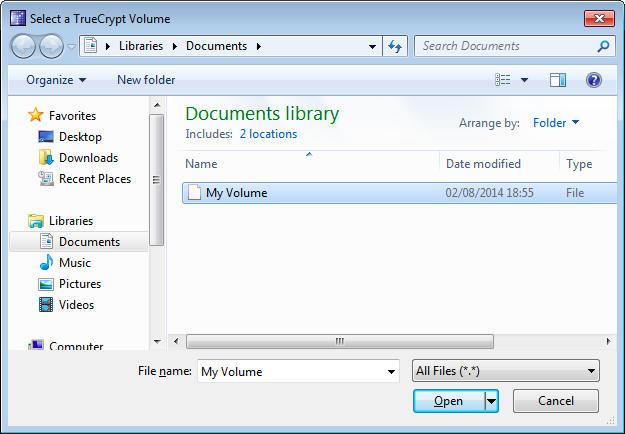 Select a TrueCrypt Volume
Libraries Documents Search Documents
Organize New folder
Favorites
Desktop
Downloads
Recent Places
Libraries
Documents
Music
Pictures
Videos
Computer
Documents library
Includes: 2 locations
Arrange by: Folder
Name Date modified Type
My Volume 02/08/2014 18:55 File
File name: My Volume All Files (*.*)
Open Cancel